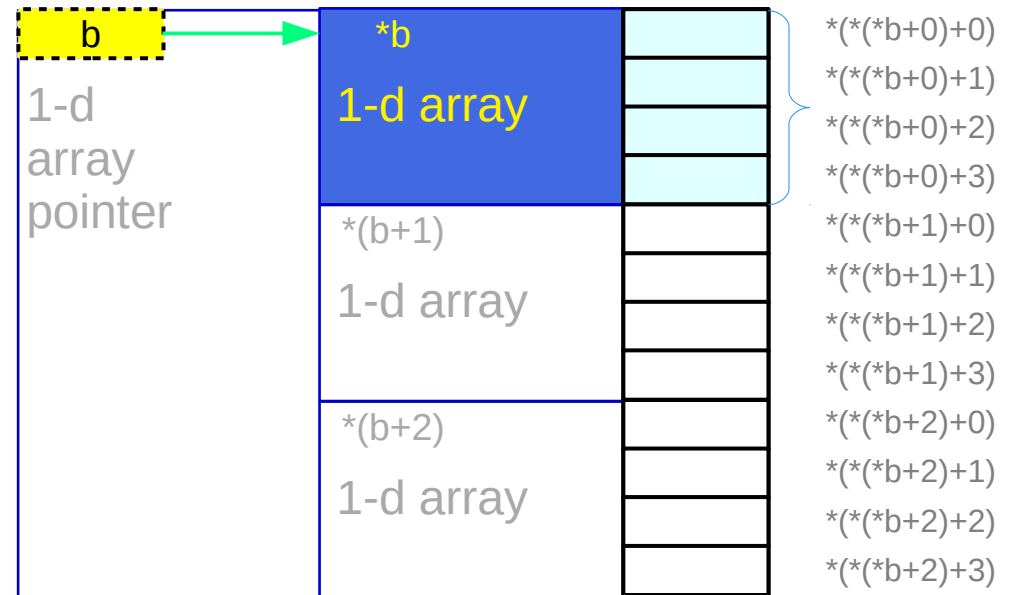 b
1-d
array
pointer
*b
1-d array
*(b+1)
1-d array
*(b+2)
1-d array
*(*(*b+0)+0)
*(*(*b+0)+1)
*(*(*b+0)+2)
*(*(*b+0)+3)
*(*(*b+1)+0)
*(*(*b+1)+1)
*(*(*b+1)+2)
*(*(*b+1)+3)
*(*(*b+2)+0)
*(*(*b+2)+1)
*(*(*b+2)+2)
*(*(*b+2)+3)